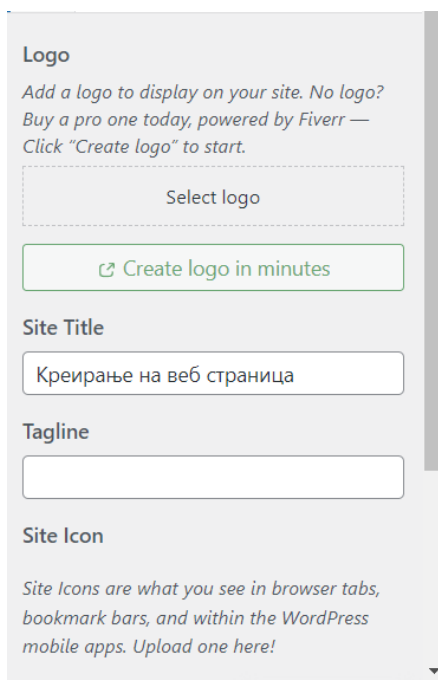 Logo
Add a logo to display on your site. No logo?
Buy a pro one today, powered by Fiverr —
Click "Create logo" to start.
Select logo
Create logo in minutes
Site Title
Креирање на веб страница
Tagline
Site Icon
Site Icons are what you see in browser tabs,
bookmark bars, and within the WordPress
mobile apps. Upload one here!